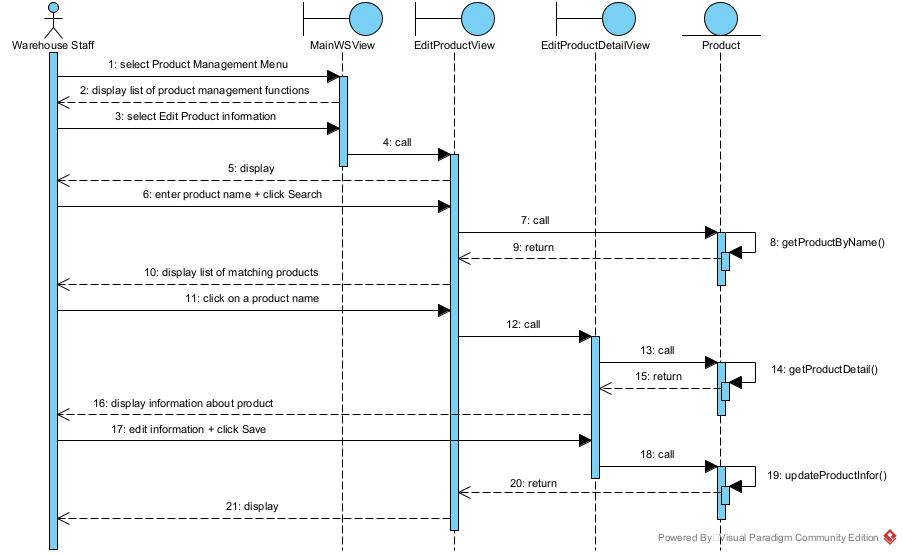 Warehouse Staff
MainWSView
EditProductView
EditProductDetailView
Product
1: select Product Management Menu
2: display list of product management functions
3: select Edit Product information
4: call
5: display
6: enter product name + click Search
7: call
8: getProductByName()
9: return
10: display list of matching products
11: click on a product name
12: call
13: call
14: getProductDetail()
15: return
16: display information about product
17: edit information + click Save
18: call
19: updateProductInfor()
20: return
21: display
Powered By Visual Paradigm Community Edition